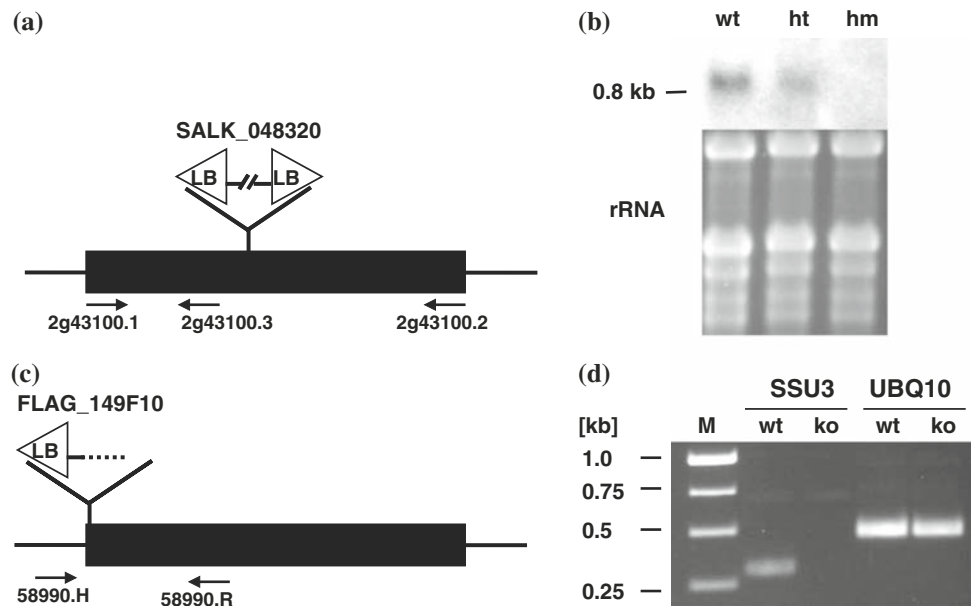 (a)
SALK_048320
LB LB
2g43100.1 2g43100.3 2g43100.2
(b)
wt ht hm
0.8 kb
rRNA
(c)
FLAG_149F10
LB
58990.H 58990.R
(d)
SSU3 UBQ10
[kb] M wt ko wt ko
1.0
0.75
0.5
0.25